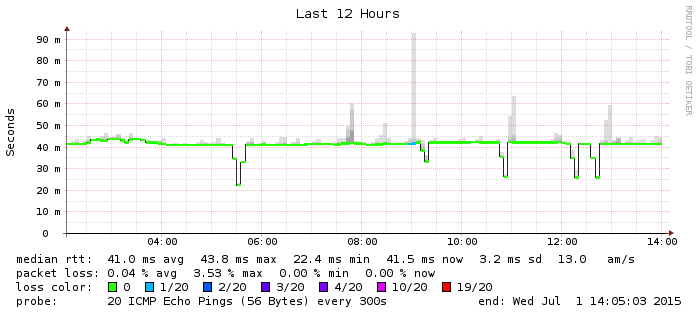 Last 12 Hours
RRDTOOL / TOBI OETIKER
Seconds
90 m
80 m
70 m
60 m
50 m
40 m
30 m
20 m
10 m
0
04:00 06:00 08:00 10:00 12:00 14:00
median rtt: 41.0 ms avg 43.8 ms max 22.4 ms min 41.5 ms now 3.2 ms sd 13.0 am/s
packet loss: 0.04 % avg 3.53 % max 0.00 % min 0.00 % now
loss color: 0 1/20 2/20 3/20 4/20 10/20 19/20
probe: 20 ICMP Echo Pings (56 Bytes) every 300s end: Wed Jul 1 14:05:03 2015